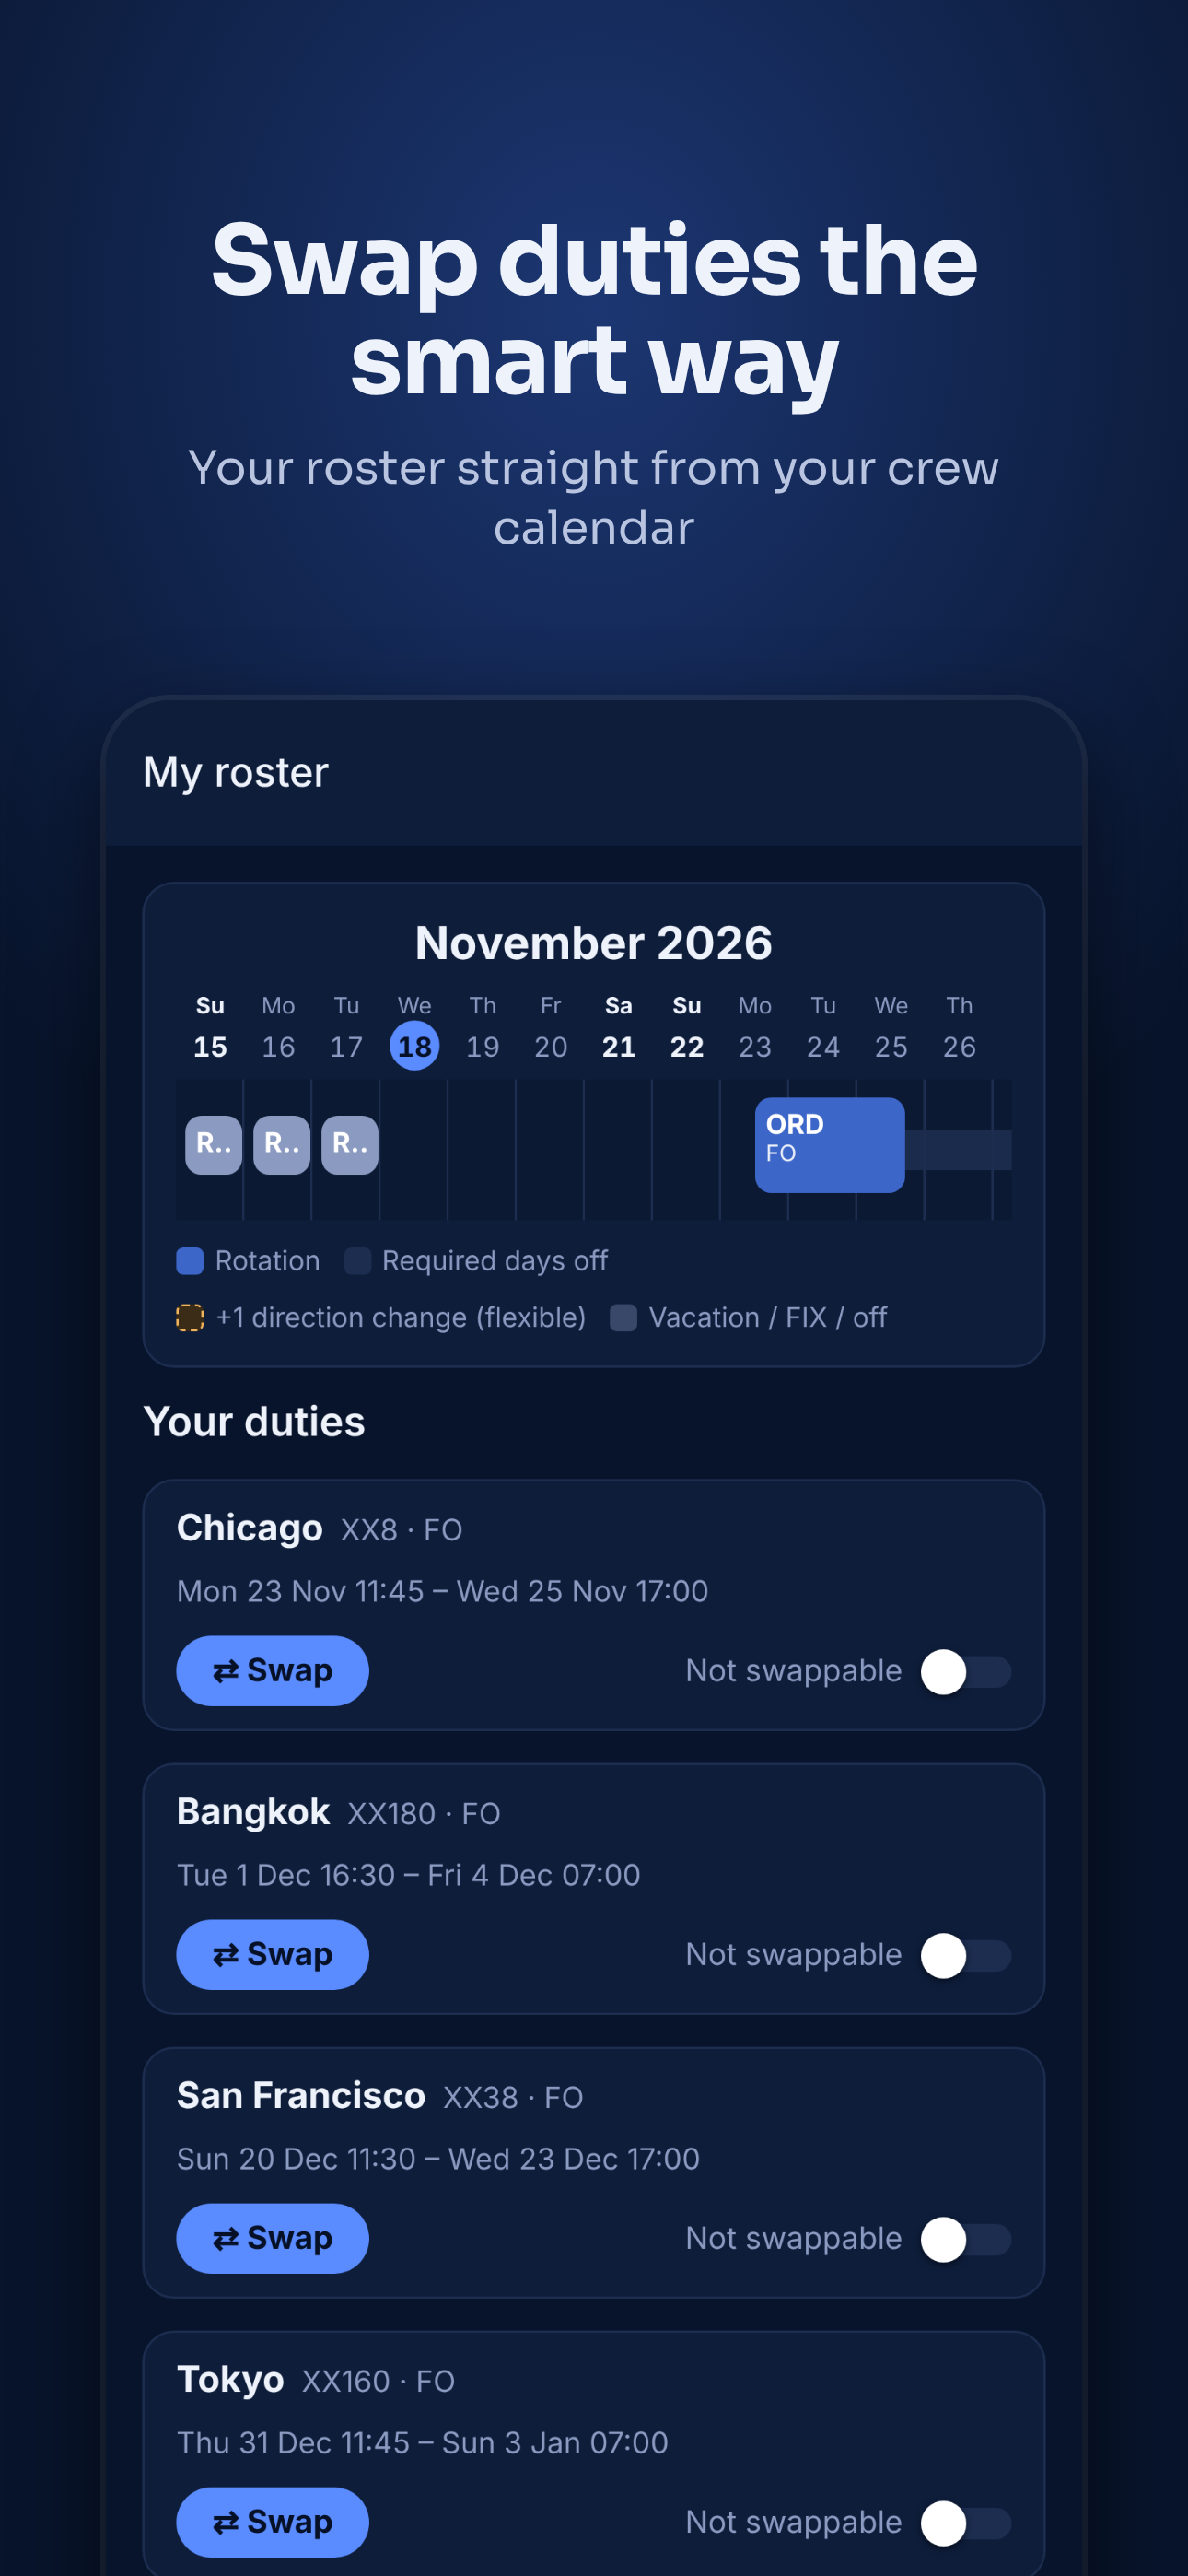 Swap duties the
smart way
Your roster straight from your crew
calendar
My roster
November 2026
Su Mo Tu We Th Fr Sa Su Mo Tu We Th
15 16 17 18 19 20 21 22 23 24 25 26
R.. R.. R.. ORD
FO
Rotation Required days off
+1 direction change (flexible) Vacation / FIX / off
Your duties
Chicago XX8 · FO
Mon 23 Nov 11:45 – Wed 25 Nov 17:00
⇄ Swap Not swappable
Bangkok XX180 · FO
Tue 1 Dec 16:30 – Fri 4 Dec 07:00
⇄ Swap Not swappable
San Francisco XX38 · FO
Sun 20 Dec 11:30 – Wed 23 Dec 17:00
⇄ Swap Not swappable
Tokyo XX160 · FO
Thu 31 Dec 11:45 – Sun 3 Jan 07:00
⇄ Swap Not swappable